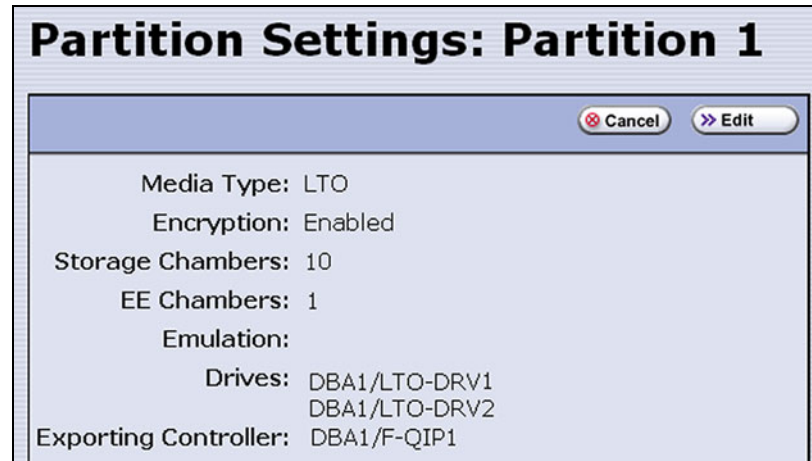 Partition Settings: Partition 1
Cancel
Edit
Media Type: LTO
Encryption: Enabled
Storage Chambers: 10
EE Chambers: 1
Emulation:
Drives: DBA1/LTO-DRV1
DBA1/LTO-DRV2
Exporting Controller: DBA1/F-QIP1